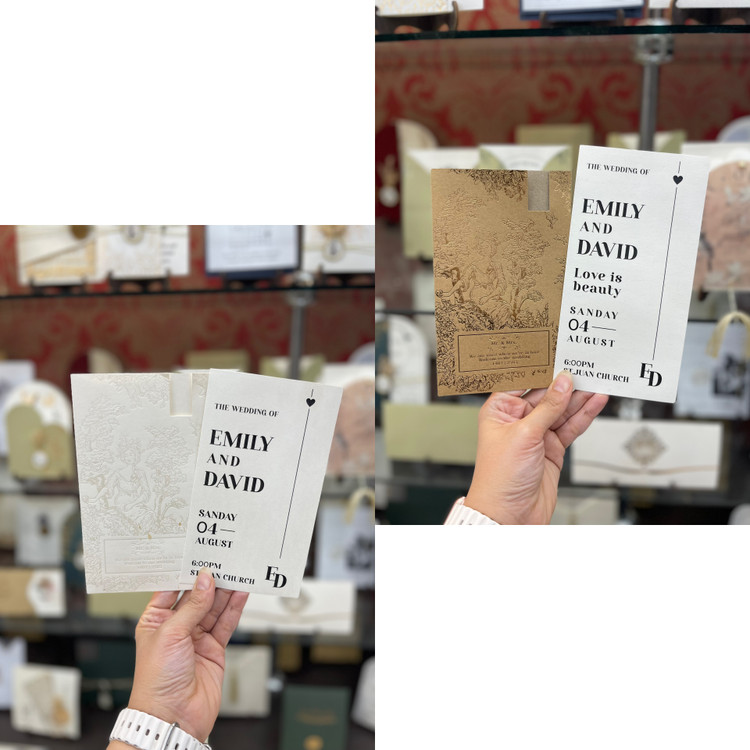 THE WEDDING OF
EMILY
AND
DAVID
Love is
beauty
SANDAY
04
AUGUST
6:00PM
ST.JUAN CHURCH
ED
THE WEDDING OF
EMILY
AND
DAVID
SANDAY
04
AUGUST
6:00PM
ST.JUAN CHURCH
ED